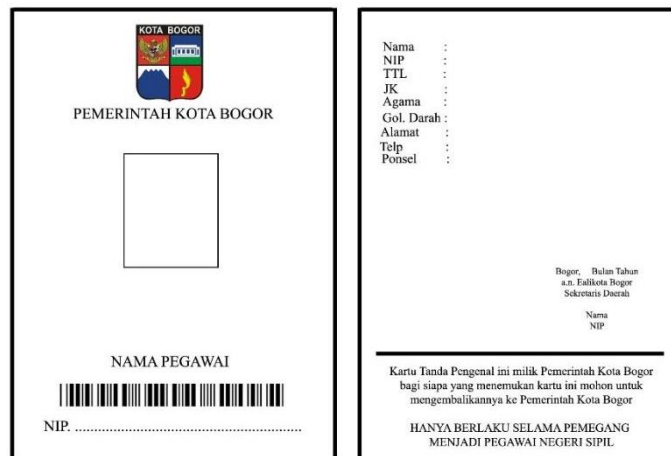 KOTA BOGOR
PEMERINTAH KOTA BOGOR
NAMA PEGAWAI
NIP. ............................................................
Nama :
NIP :
TTL :
JK :
Agama :
Gol. Darah :
Alamat :
Telp :
Ponsel :
Bogor, Bulan Tahun
a.n. Ealikota Bogor
Sekretaris Daerah
Nama
NIP
Kartu Tanda Pengenal ini milik Pemerintah Kota Bogor
bagi siapa yang menemukan kartu ini mohon untuk
mengembalikannya ke Pemerintah Kota Bogor
HANYA BERLAKU SELAMA PEMEGANG
MENJADI PEGAWAI NEGERI SIPIL